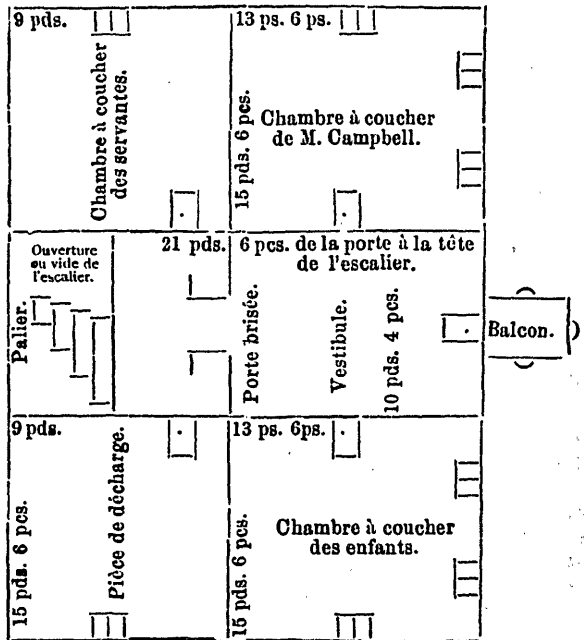 9 pds.
Chambre à coucher
des servantes.
13 ps. 6 ps.
15 pds. 6 pcs.
Chambre à coucher
de M. Campbell.
Ouverture
ou vide de
l'escalier.
Palier.
21 pds. 6 pcs. de la porte à la tête
de l'escalier.
Porte brisée.
Vestibule.
10 pds. 4 pcs.
Balcon.
9 pds.
15 pds. 6 pcs.
Pièce de décharge.
13 ps. 6ps.
15 pds. 6 pcs.
Chambre à coucher
des enfants.